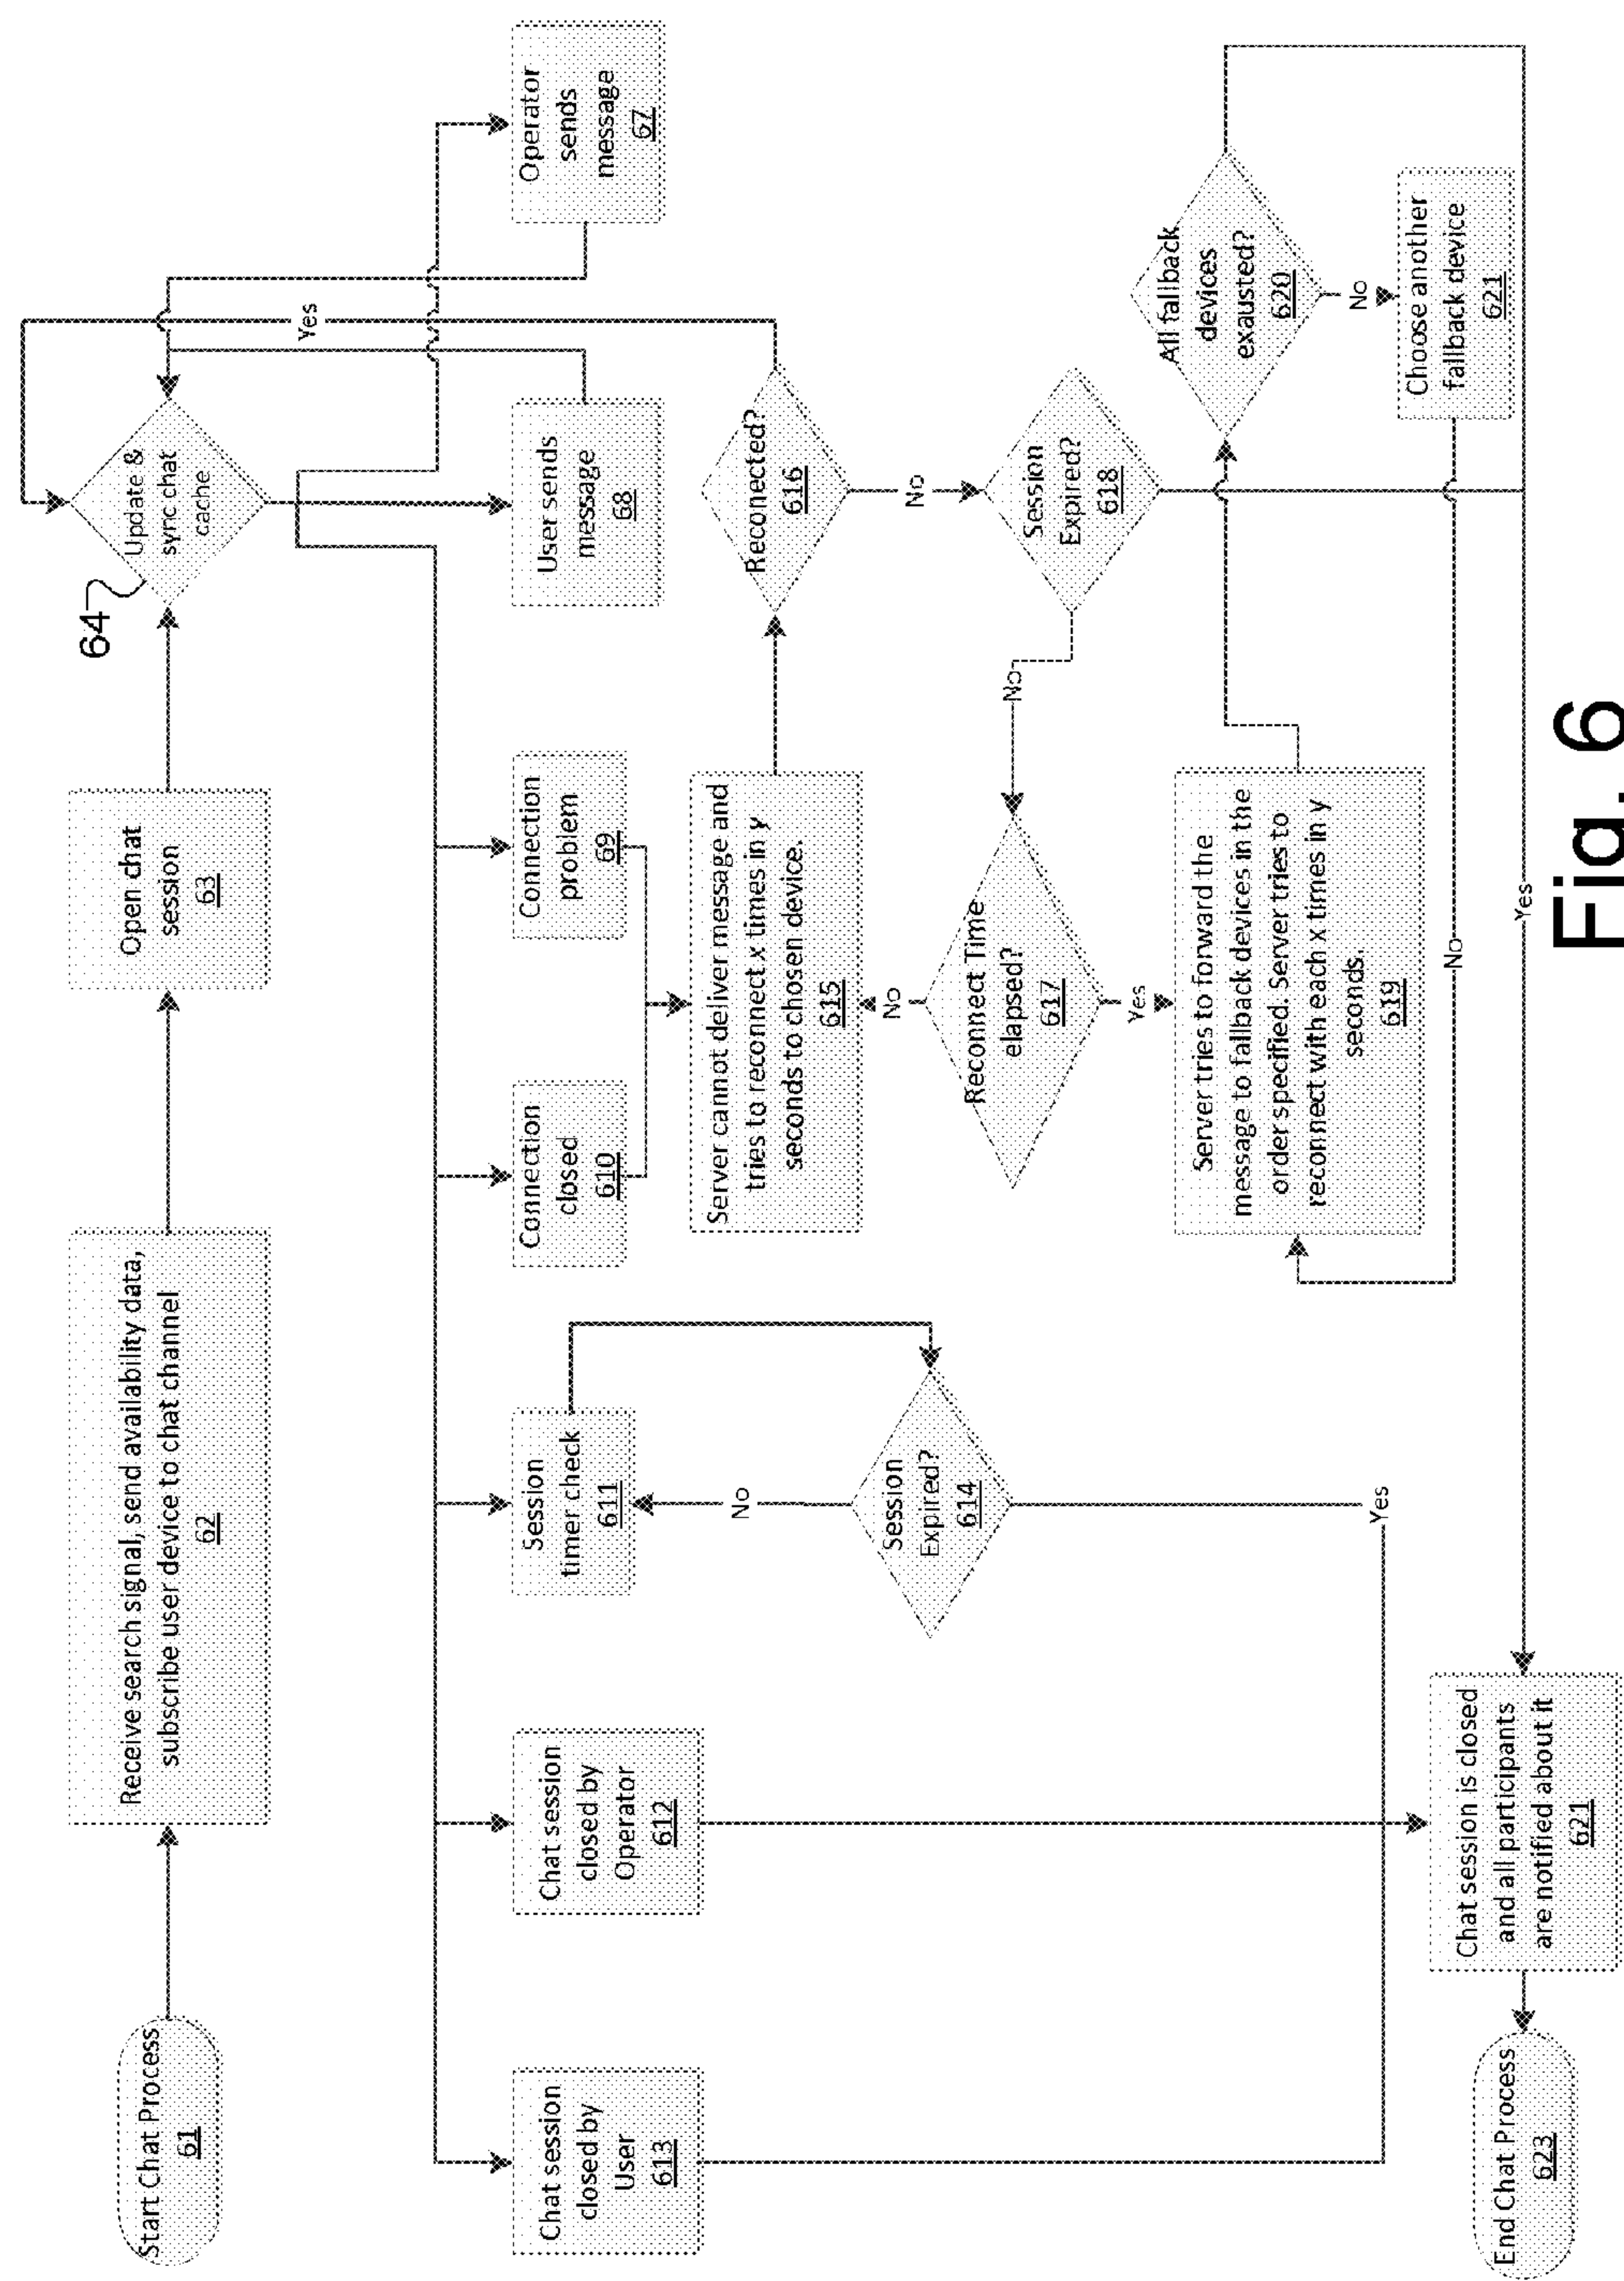 Start Chat Process
61
Receive search signal, send availability data,
subscribe user device to chat channel
62
Open chat
session
63
64
Update &
sync chat
cache
Chat session
closed by
User
613
Chat session
closed by
Operator
612
Session
timer check
611
Connection
closed
610
Connection
problem
69
User sends
message
68
Operator
sends
message
67
Yes
Server cannot deliver message and
tries to reconnect x times in y
seconds to chosen device.
615
Reconected?
616
No
No
Session
Expired?
614
No
Reconnect Time
elapsed?
617
No
Session
Expired?
618
Yes
Server tries to forward the
message to fallback devices in the
order specified. Server tries to
reconnect with each x times in y
seconds.
619
All fallback
devices
exausted?
620
No
Choose another
fallback device
621
Yes
No
Yes
End Chat Process
623
Chat session is closed
and all participants
are notified about it
621
Fig. 6